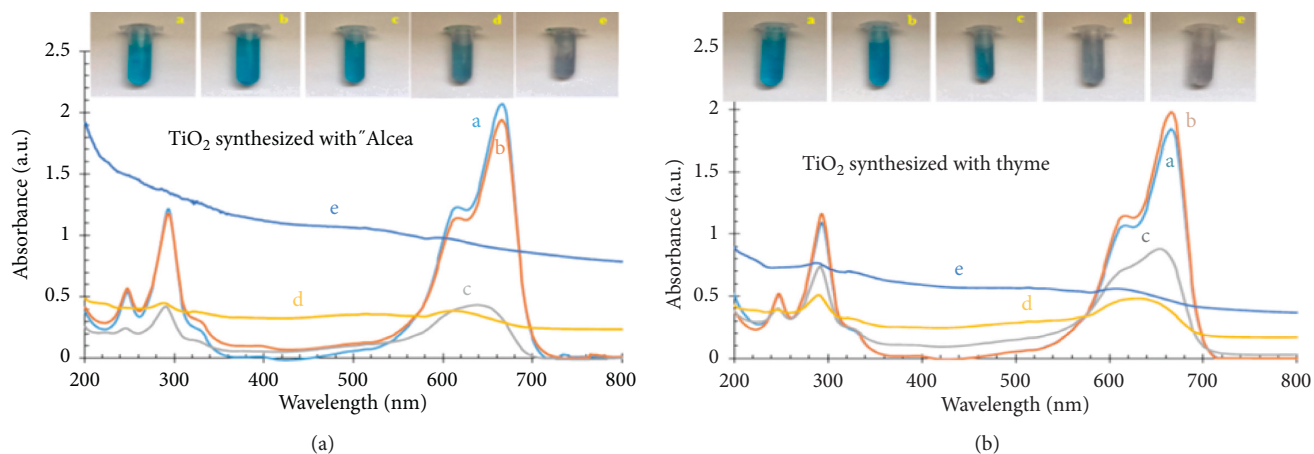 a b c d e
2.5
2
1.5
1
0.5
0
Absorbance (a.u.)
TiO₂ synthesized with ˝Alcea
a
b
e
d
c
200 300 400 500 600 700 800
Wavelength (nm)
(a)
a b c d e
2.5
2
1.5
1
0.5
0
Absorbance (a.u.)
TiO₂ synthesized with thyme
b
a
c
e
d
200 300 400 500 600 700 800
Wavelength (nm)
(b)